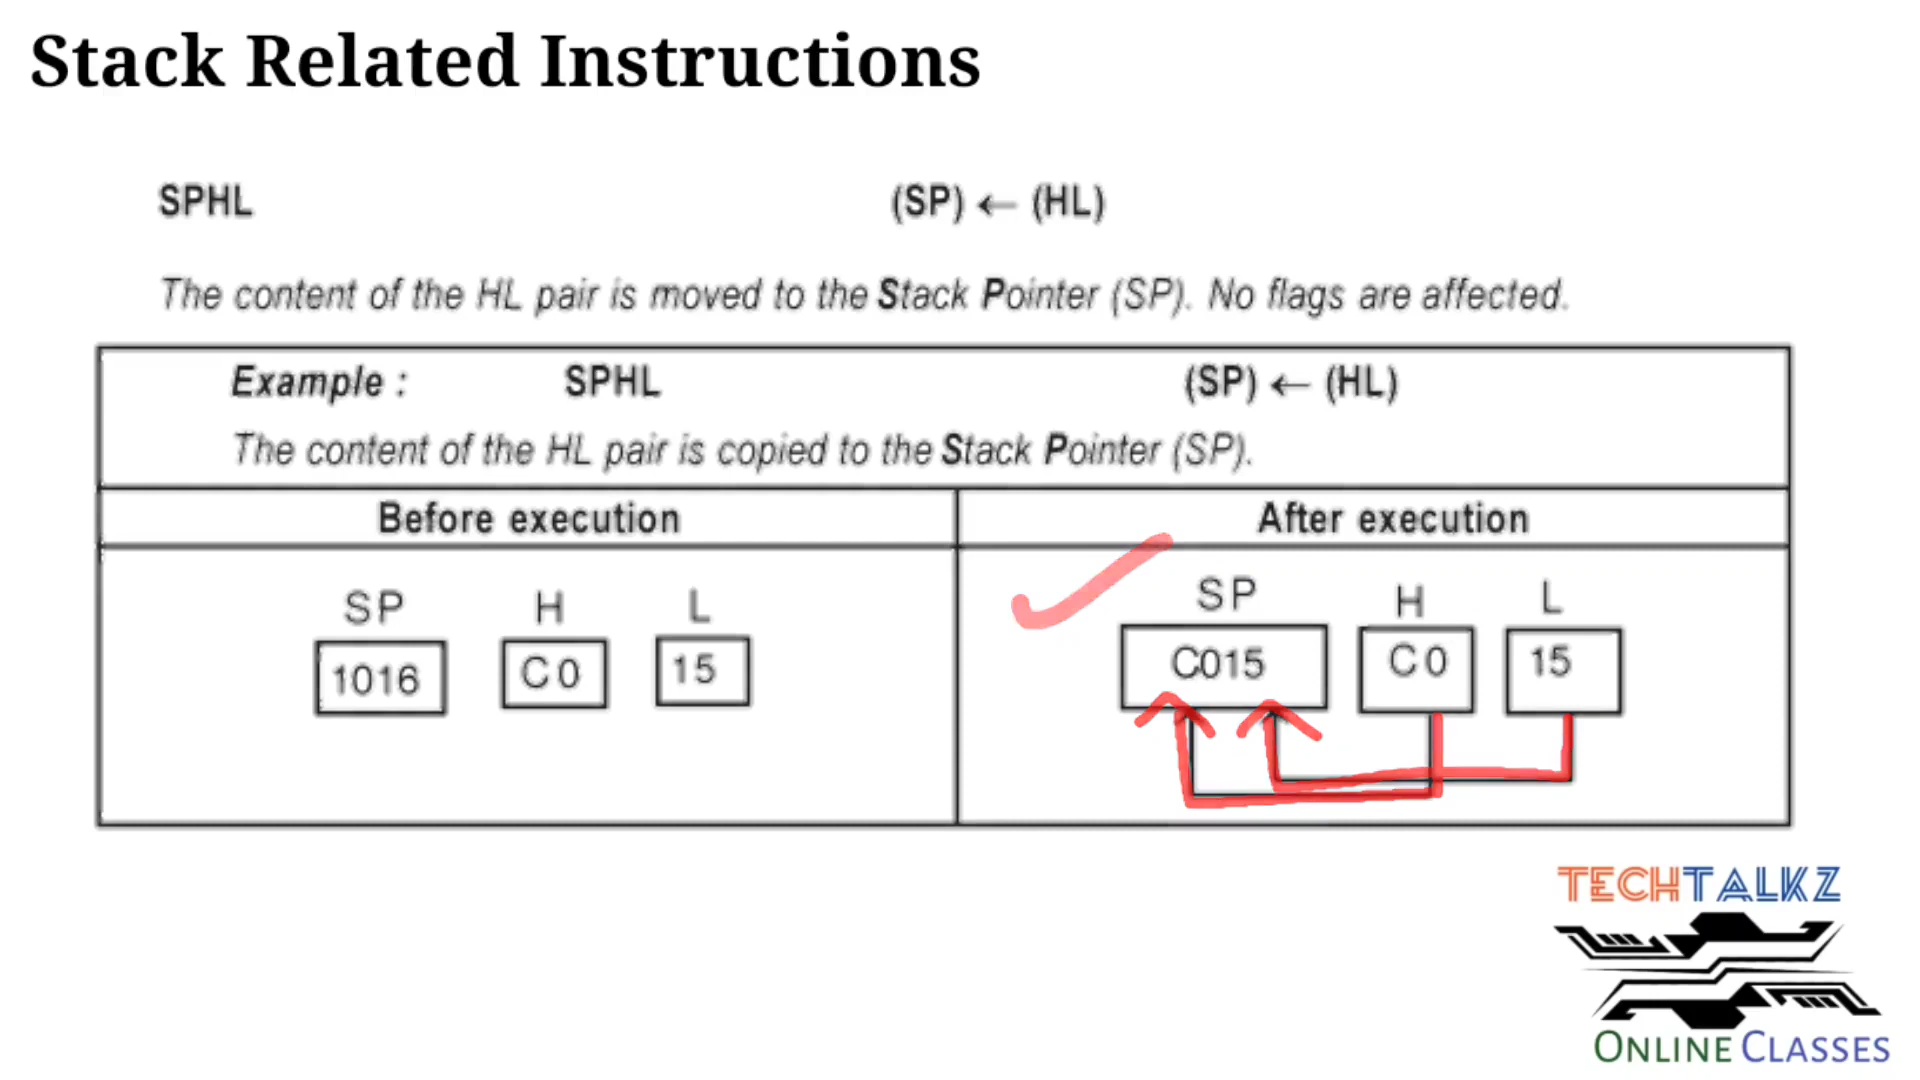 Stack Related Instructions
SPHL (SP) ← (HL)
The content of the HL pair is moved to the Stack Pointer (SP). No flags are affected.
Example : SPHL (SP) ← (HL)
The content of the HL pair is copied to the Stack Pointer (SP).
Before execution After execution
SP H L SP H L
1016 C0 15 C015 C0 15
TECHTALKZ
ONLINE CLASSES